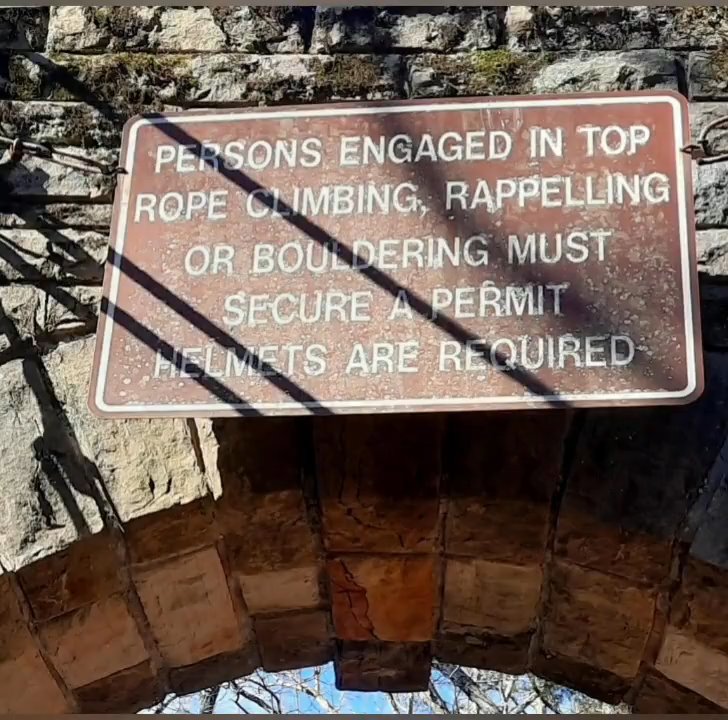 PERSONS ENGAGED IN TOP
ROPE CLIMBING, RAPPELLING
OR BOULDERING MUST
SECURE A PERMIT
HELMETS ARE REQUIRED